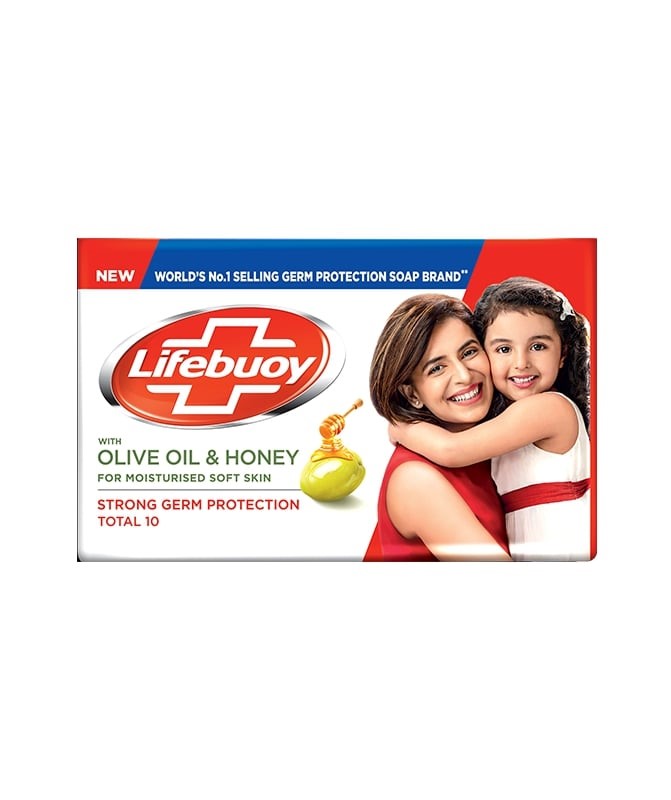 NEW
WORLD'S No.1 SELLING GERM PROTECTION SOAP BRAND**
Lifebuoy
WITH
OLIVE OIL & HONEY
FOR MOISTURISED SOFT SKIN
STRONG GERM PROTECTION
TOTAL 10